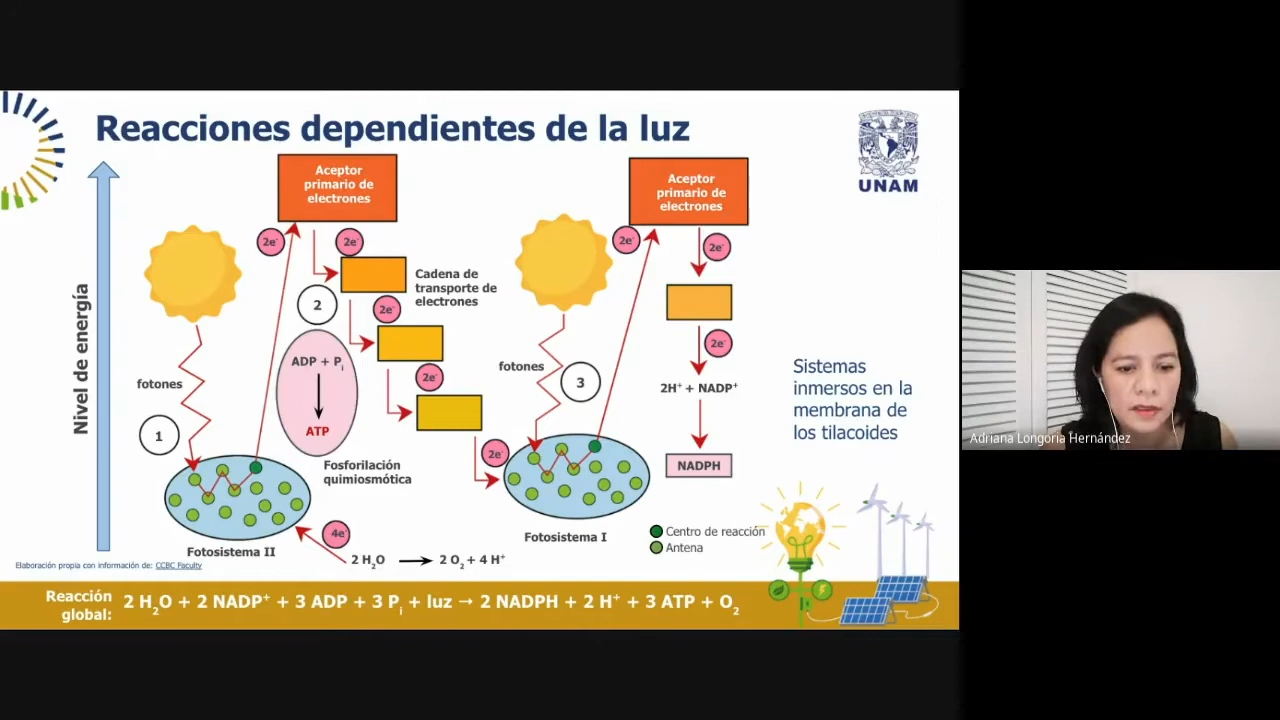 Reacciones dependientes de la luz
UNAM
Nivel de energía
Aceptor
primario de
electrones
2e⁻
2e⁻
Cadena de
transporte de
electrones
2
2e⁻
ADP + Pᵢ
ATP
2e⁻
fotones
1
Fosforilación
quimiosmótica
2e⁻
Fotosistema II
4e⁻
2 H₂O → 2 O₂ + 4 H⁺
Aceptor
primario de
electrones
2e⁻
2e⁻
2e⁻
fotones
3
2H⁺ + NADP⁺
NADPH
Fotosistema I
Centro de reacción
Antena
Sistemas
inmersos en la
membrana de
los tilacoides
Elaboración propia con información de: CCBC Faculty
Reacción
global:
2 H₂O + 2 NADP⁺ + 3 ADP + 3 Pᵢ + luz → 2 NADPH + 2 H⁺ + 3 ATP + O₂
Adriana Longoria Hernández